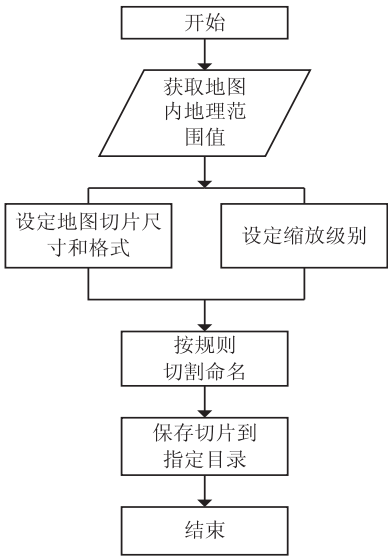 开始
获取地图
内地理范
围值
设定地图切片尺
寸和格式
设定缩放级别
按规则
切割命名
保存切片到
指定目录
结束